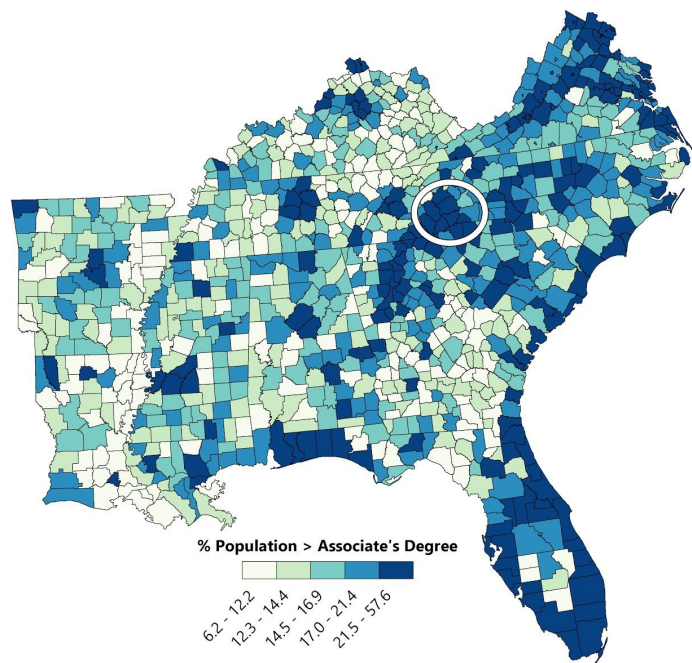 % Population > Associate's Degree
6.2 - 12.2
12.3 - 14.4
14.5 - 16.9
17.0 - 21.4
21.5 - 57.6